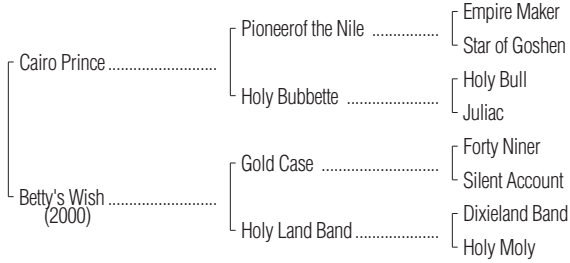 Empire Maker
Pioneerof the Nile ..................
Star of Goshen
Cairo Prince ...........................
Holy Bull
Holy Bubbette .........................
Juliac
Forty Niner
Gold Case ..............................
Silent Account
Betty's Wish ...........................
(2000)
Dixieland Band
Holy Land Band......................
Holy Moly